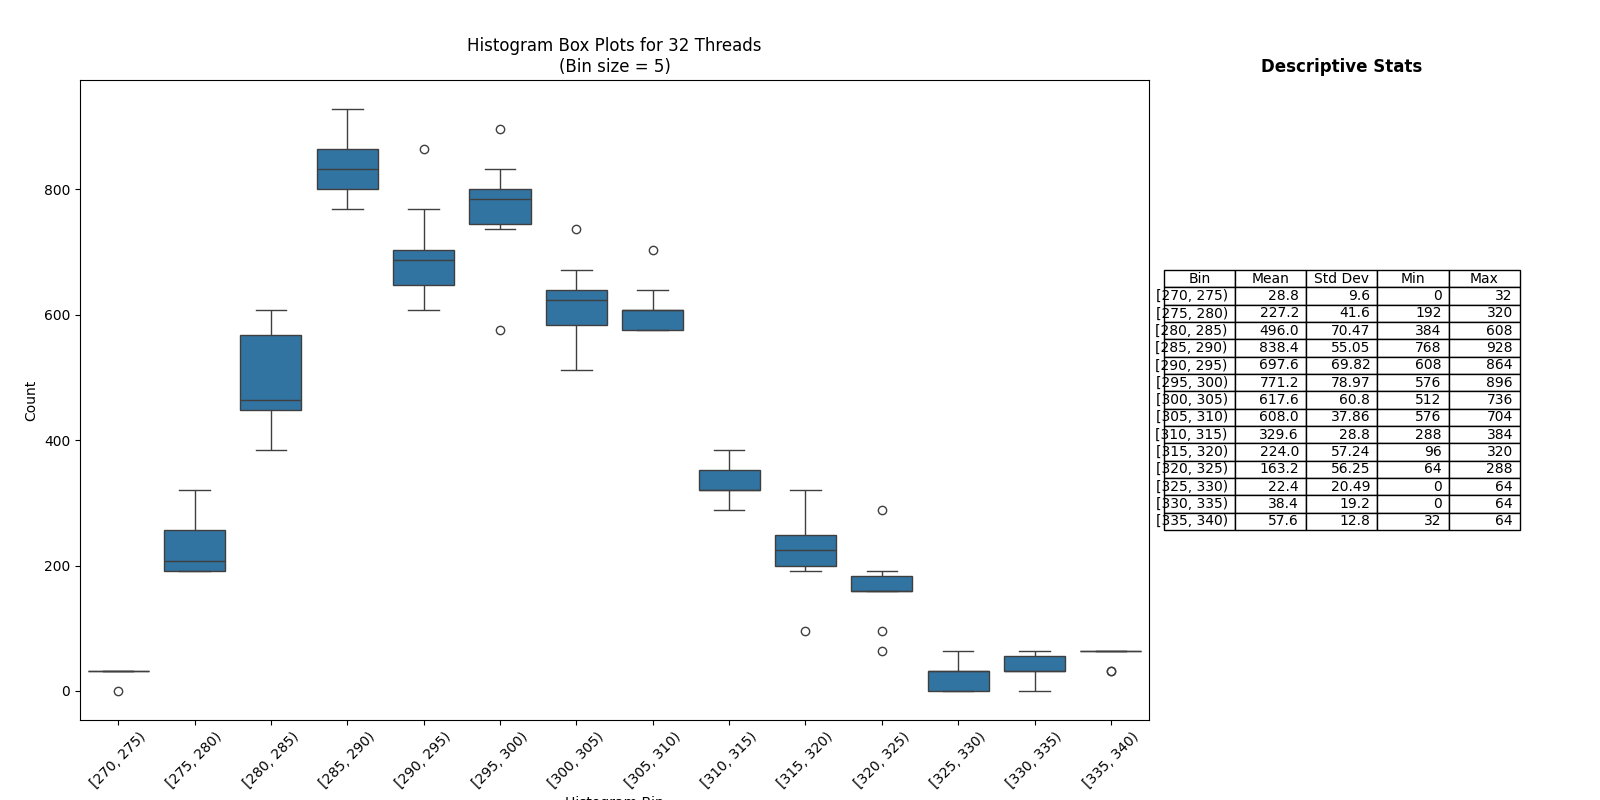 Histogram Box Plots for 32 Threads
(Bin size = 5)
Count
800
600
400
200
0
[270, 275)
[275, 280)
[280, 285)
[285, 290)
[290, 295)
[295, 300)
[300, 305)
[305, 310)
[310, 315)
[315, 320)
[320, 325)
[325, 330)
[330, 335)
[335, 340)
Histogram Bin
Descriptive Stats
Bin Mean Std Dev Min Max
[270, 275) 28.8 9.6 0 32
[275, 280) 227.2 41.6 192 320
[280, 285) 496.0 70.47 384 608
[285, 290) 838.4 55.05 768 928
[290, 295) 697.6 69.82 608 864
[295, 300) 771.2 78.97 576 896
[300, 305) 617.6 60.8 512 736
[305, 310) 608.0 37.86 576 704
[310, 315) 329.6 28.8 288 384
[315, 320) 224.0 57.24 96 320
[320, 325) 163.2 56.25 64 288
[325, 330) 22.4 20.49 0 64
[330, 335) 38.4 19.2 0 64
[335, 340) 57.6 12.8 32 64